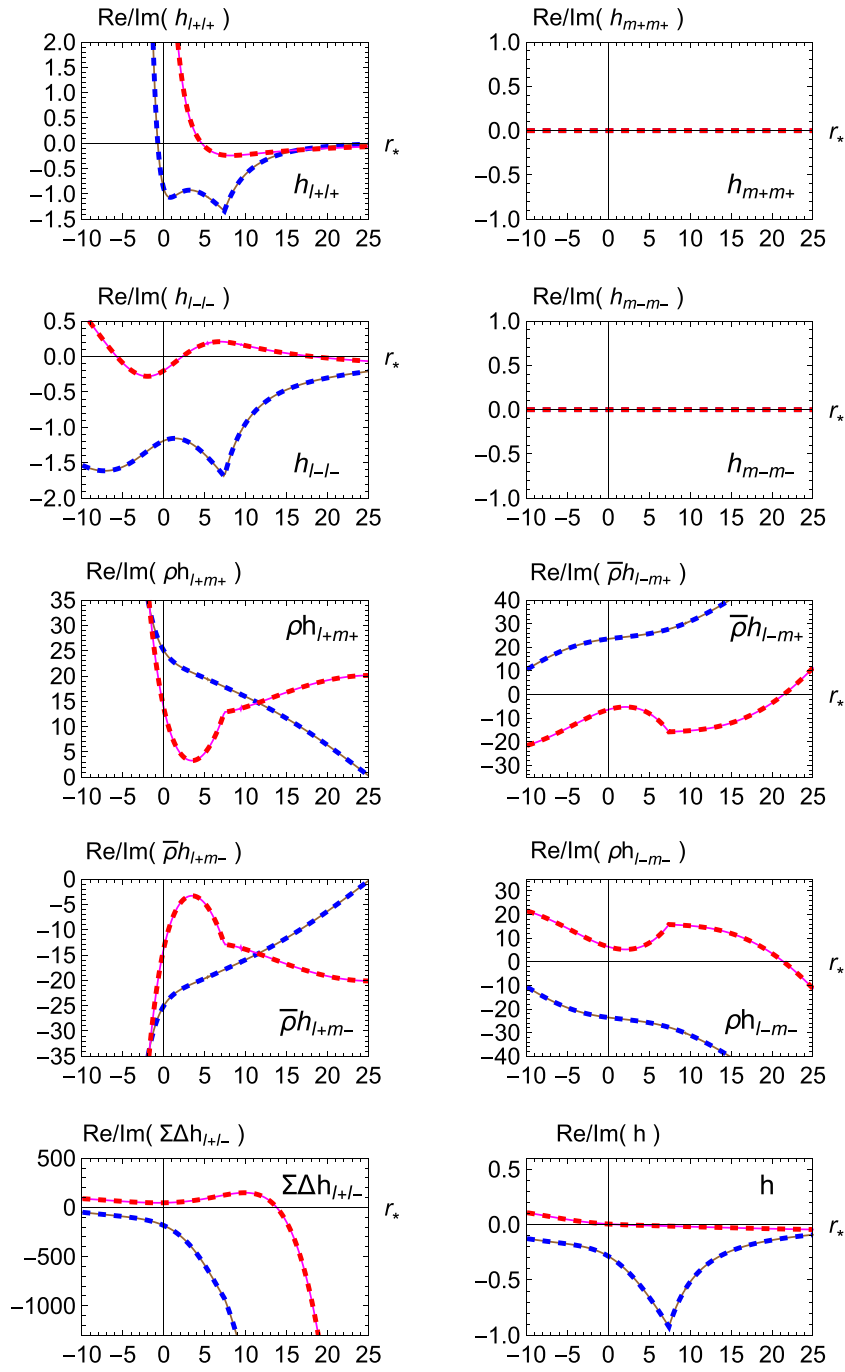 Re/Im( h_{l+l+} )
2.0
1.5
1.0
0.5
0.0
−0.5
−1.0
−1.5
−10 −5 0 5 10 15 20 25
r_*
h_{l+l+}
Re/Im( h_{m+m+} )
1.0
0.5
0.0
−0.5
−1.0
−10 −5 0 5 10 15 20 25
r_*
h_{m+m+}
Re/Im( h_{l−l−} )
0.5
0.0
−0.5
−1.0
−1.5
−2.0
−10 −5 0 5 10 15 20 25
r_*
h_{l−l−}
Re/Im( h_{m−m−} )
1.0
0.5
0.0
−0.5
−1.0
−10 −5 0 5 10 15 20 25
r_*
h_{m−m−}
Re/Im( ρh_{l+m+} )
35
30
25
20
15
10
5
0
−10 −5 0 5 10 15 20 25
ρh_{l+m+}
Re/Im( ρ̅h_{l−m+} )
40
30
20
10
0
−10
−20
−30
−10 −5 0 5 10 15 20 25
r_*
ρ̅h_{l−m+}
Re/Im( ρ̅h_{l+m−} )
0
−5
−10
−15
−20
−25
−30
−35
−10 −5 0 5 10 15 20 25
ρ̅h_{l+m−}
Re/Im( ρh_{l−m−} )
30
20
10
0
−10
−20
−30
−40
−10 −5 0 5 10 15 20 25
r_*
ρh_{l−m−}
Re/Im( ΣΔh_{l+l−} )
500
0
−500
−1000
−10 −5 0 5 10 15 20 25
r_*
ΣΔh_{l+l−}
Re/Im( h )
0.5
0.0
−0.5
−1.0
−10 −5 0 5 10 15 20 25
r_*
h